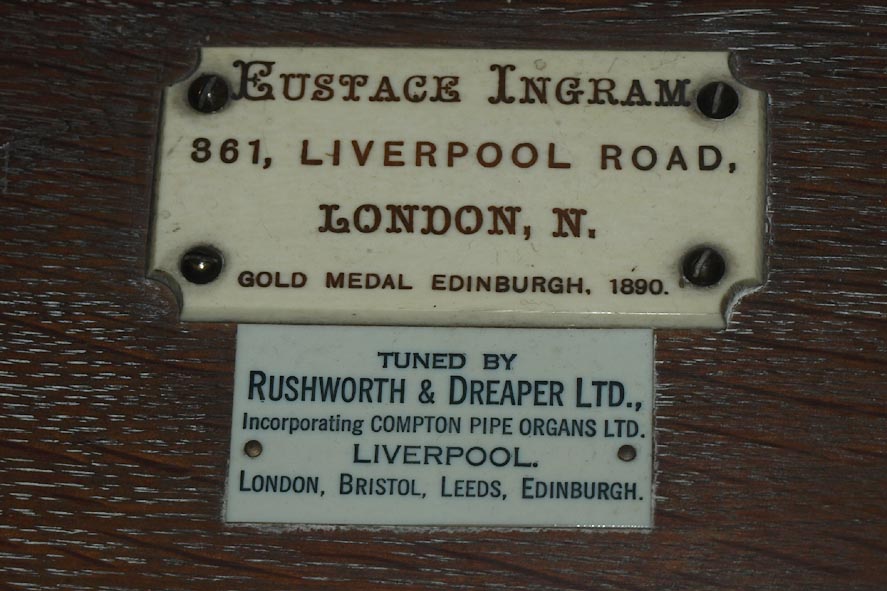 EUSTACE INGRAM
361, LIVERPOOL ROAD,
LONDON, N.
GOLD MEDAL EDINBURGH, 1890.
TUNED BY
RUSHWORTH & DREAPER LTD.,
Incorporating COMPTON PIPE ORGANS LTD.
LIVERPOOL.
LONDON, BRISTOL, LEEDS, EDINBURGH.